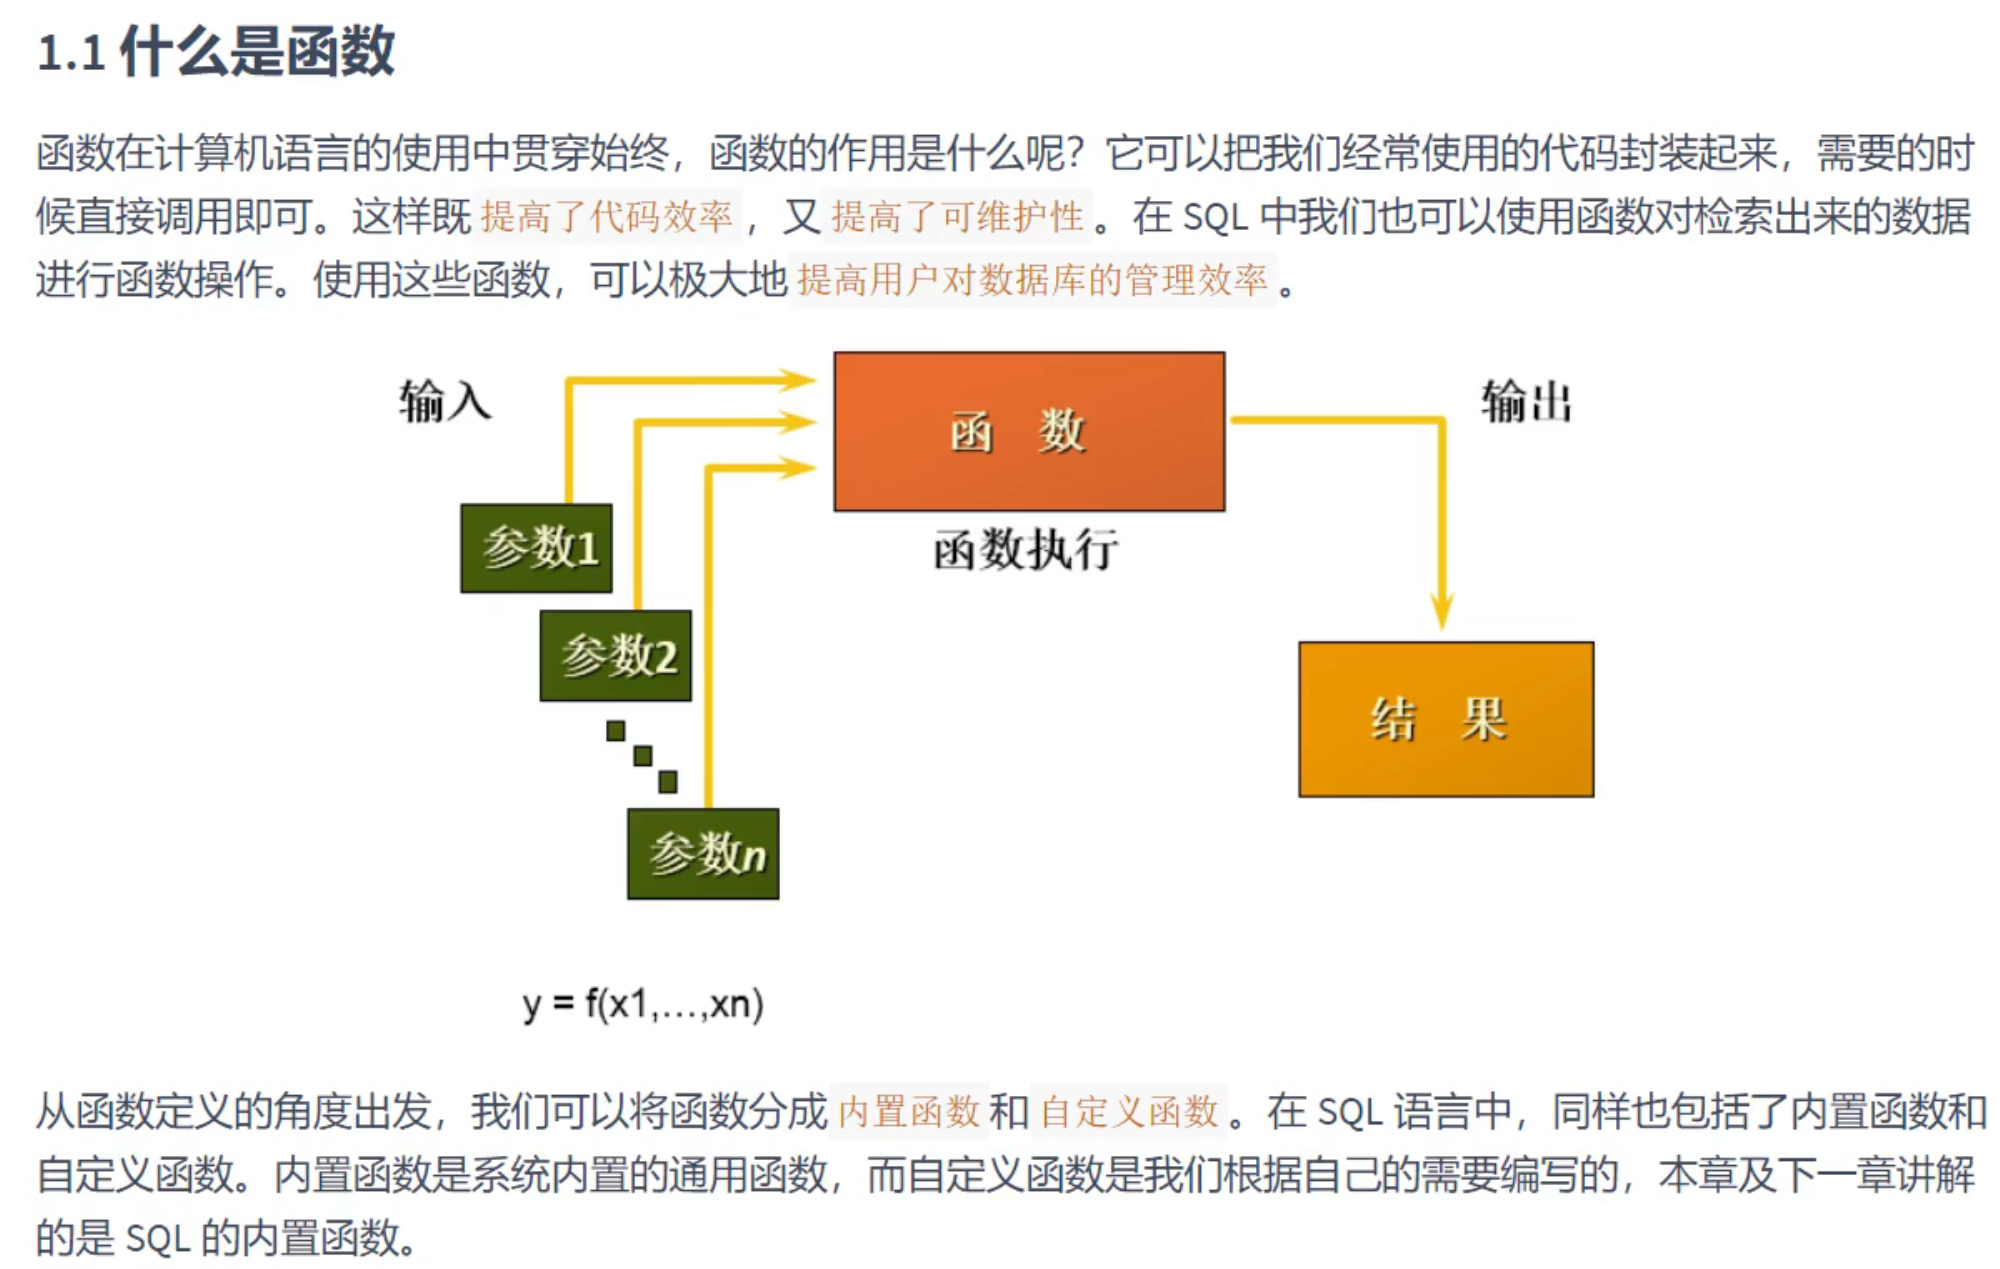 1.1 什么是函数
函数在计算机语言的使用中贯穿始终，函数的作用是什么呢？它可以把我们经常使用的代码封装起来，需要的时
候直接调用即可。这样既 提高了代码效率 ，又 提高了可维护性 。在 SQL 中我们也可以使用函数对检索出来的数据
进行函数操作。使用这些函数，可以极大地 提高用户对数据库的管理效率 。
输入
函 数
输出
函数执行
参数1
参数2
结 果
参数n
y = f(x1,...,xn)
从函数定义的角度出发，我们可以将函数分成 内置函数 和 自定义函数 。在 SQL 语言中，同样也包括了内置函数和
自定义函数。内置函数是系统内置的通用函数，而自定义函数是我们根据自己的需要编写的，本章及下一章讲解
的是 SQL 的内置函数。